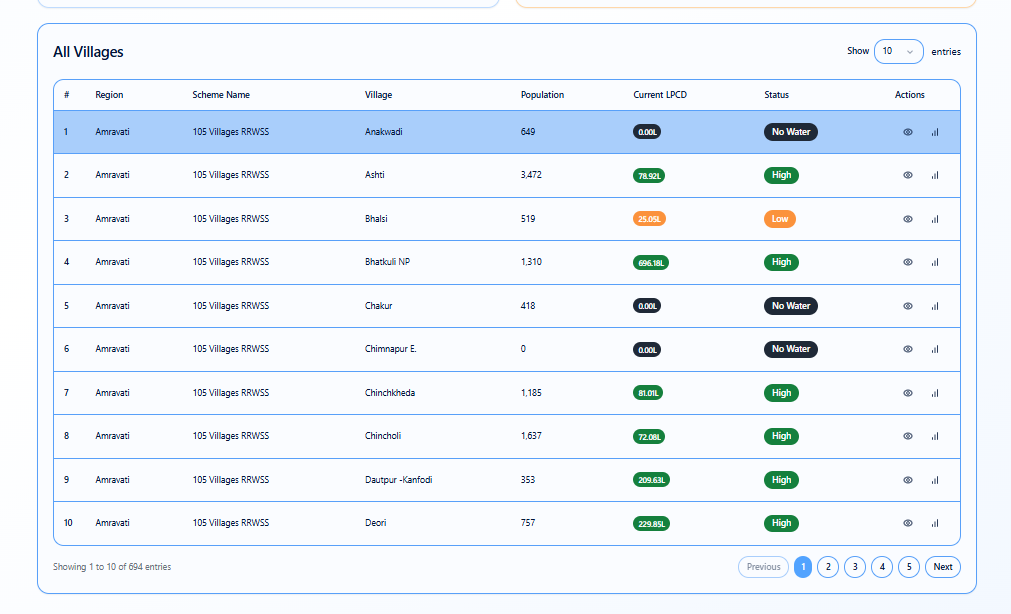 All Villages
Show 10 entries
# Region Scheme Name Village Population Current LPCD Status Actions
1 Amravati 105 Villages RRWSS Anakwadi 649 0.00L No Water
2 Amravati 105 Villages RRWSS Ashti 3,472 78.92L High
3 Amravati 105 Villages RRWSS Bhalsi 519 25.05L Low
4 Amravati 105 Villages RRWSS Bhatkuli NP 1,310 696.18L High
5 Amravati 105 Villages RRWSS Chakur 418 0.00L No Water
6 Amravati 105 Villages RRWSS Chimnapur E. 0 0.00L No Water
7 Amravati 105 Villages RRWSS Chinchkheda 1,185 81.01L High
8 Amravati 105 Villages RRWSS Chincholi 1,637 72.08L High
9 Amravati 105 Villages RRWSS Dautpur -Kanfodi 353 209.63L High
10 Amravati 105 Villages RRWSS Deori 757 229.85L High
Showing 1 to 10 of 694 entries Previous 1 2 3 4 5 Next